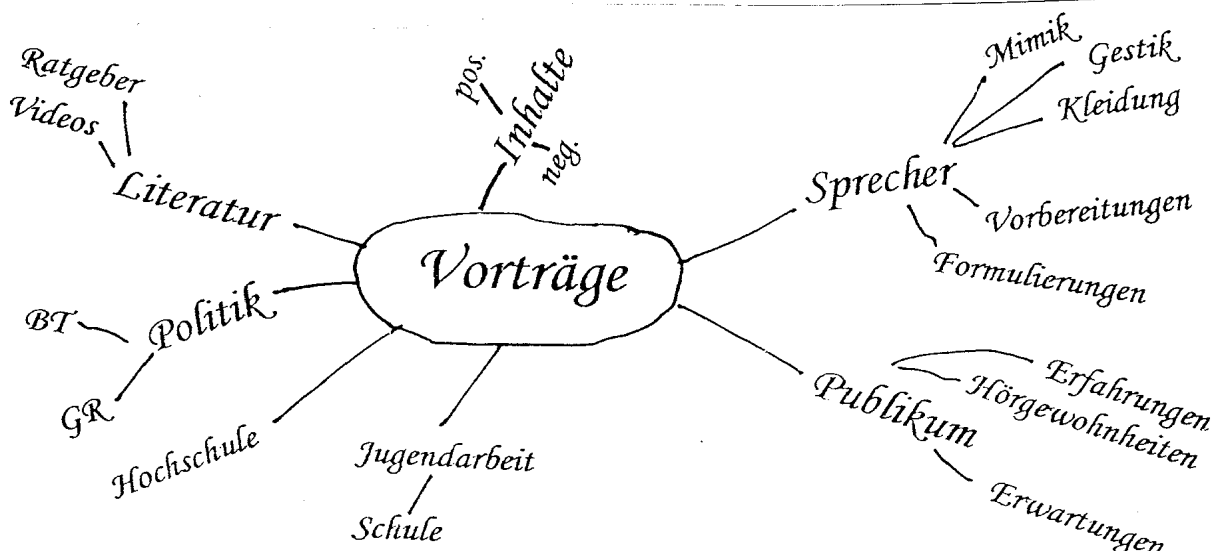 Ratgeber
Videos
Literatur
pos.
Inhalte
neg.
Mimik
Gestik
Kleidung
Sprecher
Vorbereitungen
Formulierungen
Vorträge
Politik
BT
GR
Hochschule
Jugendarbeit
Schule
Publikum
Erfahrungen
Hörgewohnheiten
Erwartungen